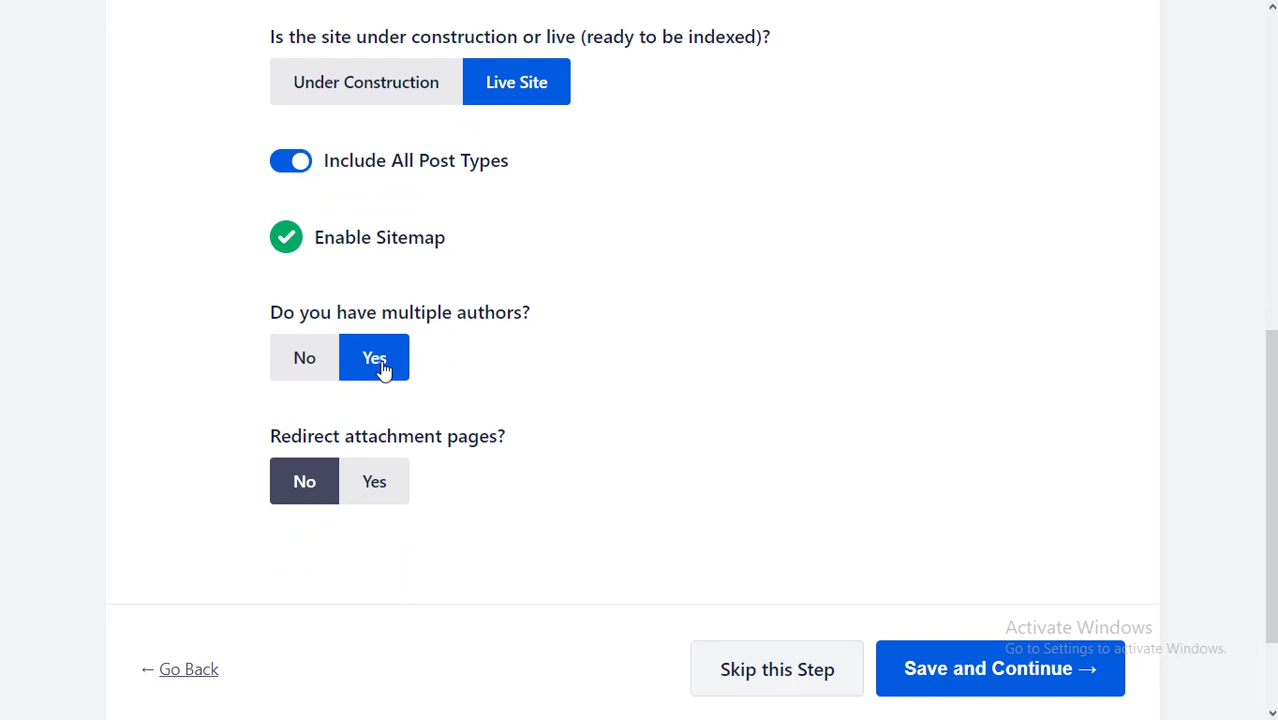 Is the site under construction or live (ready to be indexed)?
Under Construction Live Site
Include All Post Types
Enable Sitemap
Do you have multiple authors?
No Yes
Redirect attachment pages?
No Yes
Activate Windows
Go to Settings to activate Windows.
← Go Back Skip this Step Save and Continue →